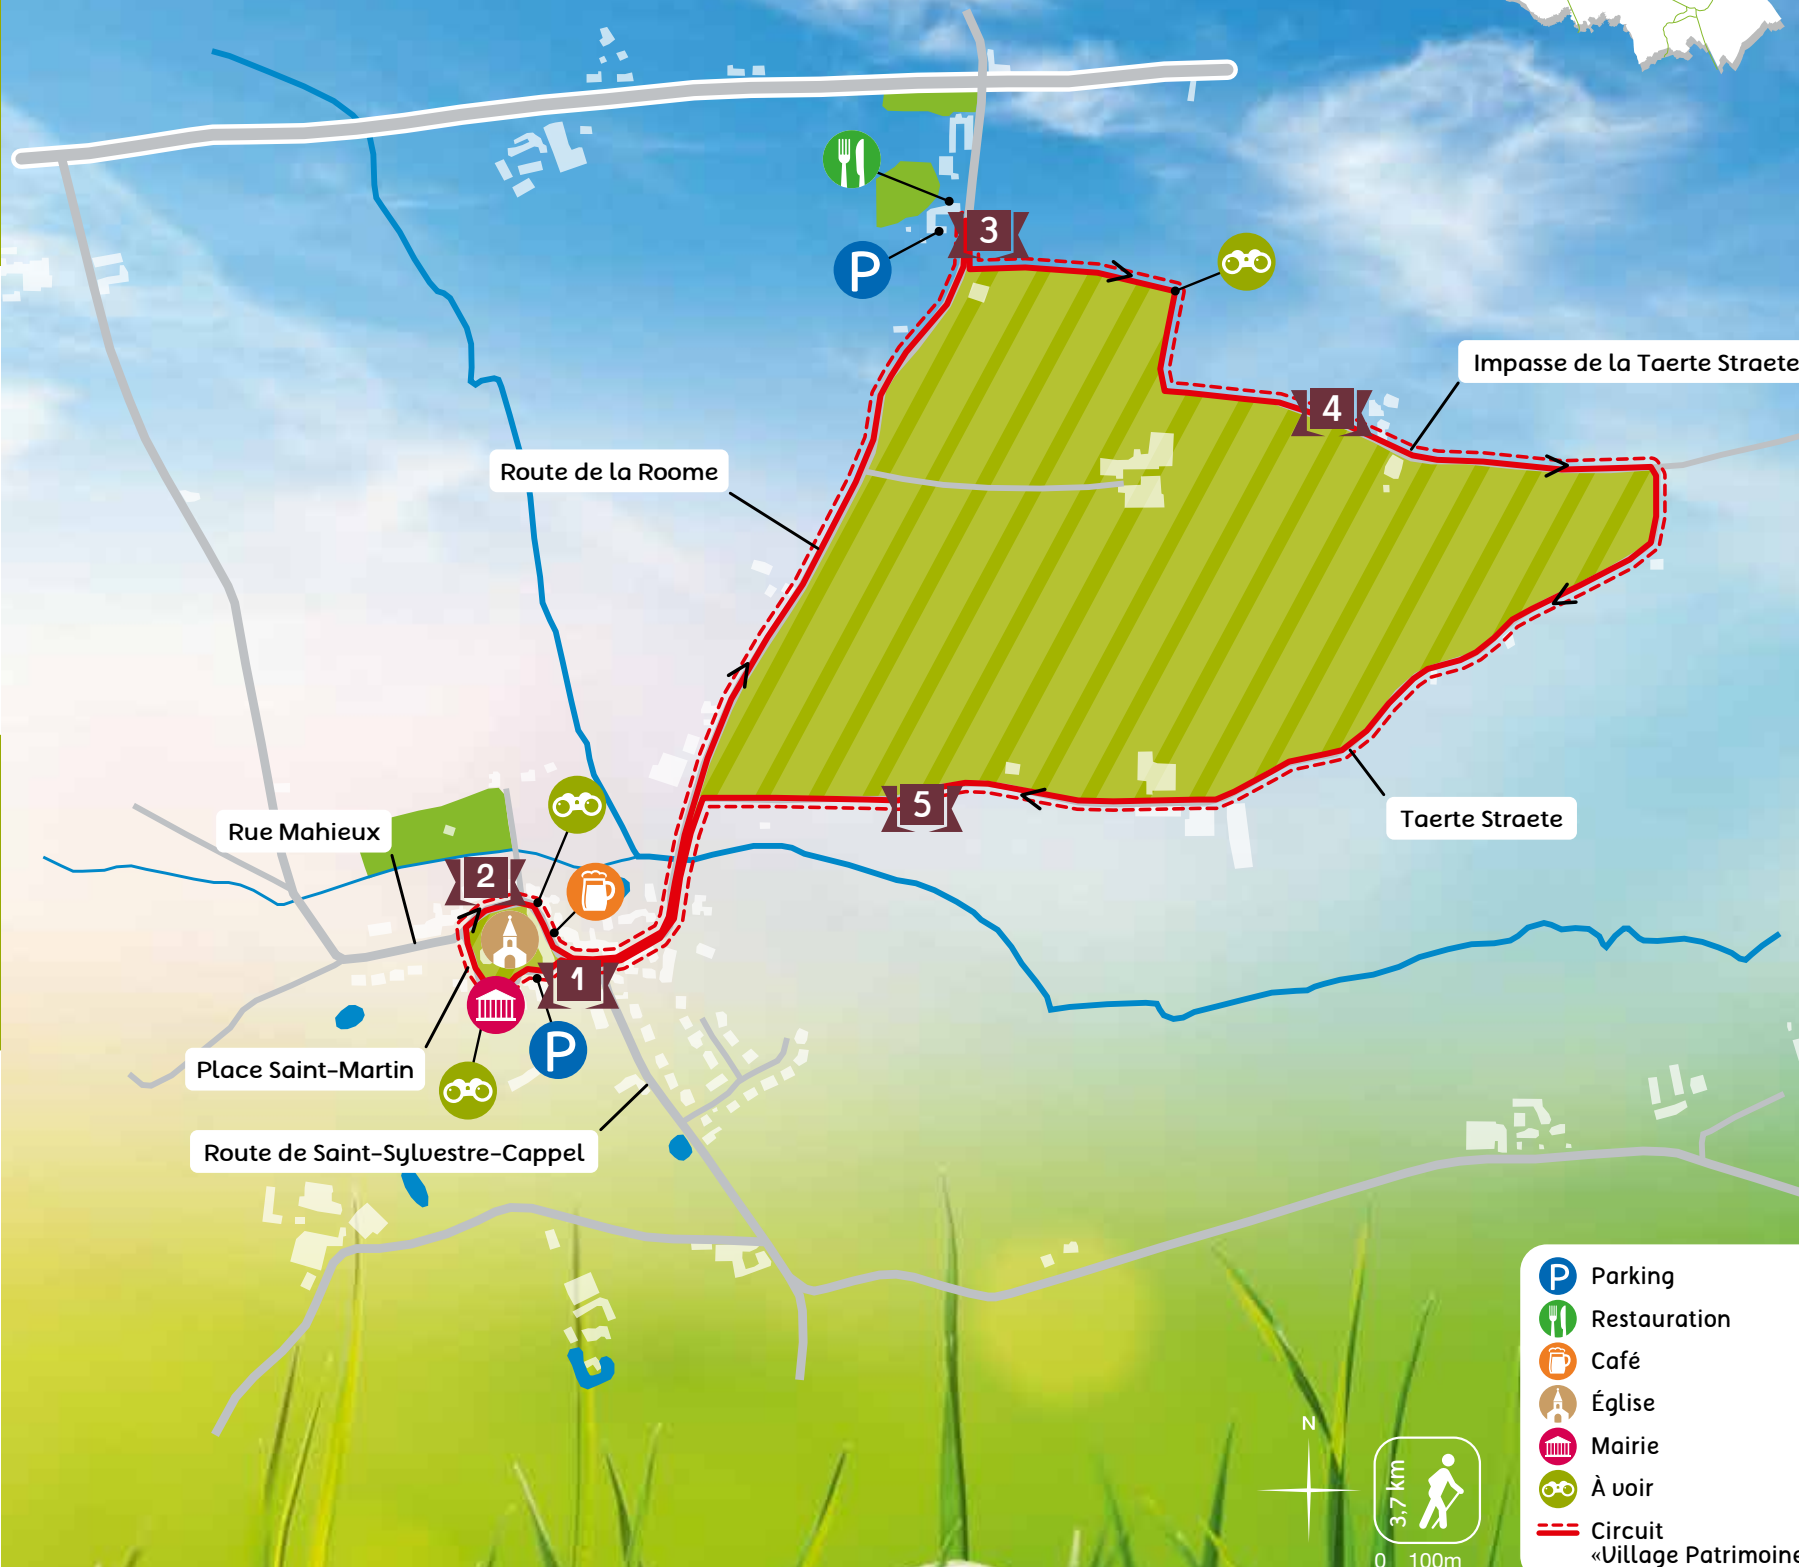 P
3
P
Impasse de la Taerte Straete
4
Route de la Roome
5
Taerte Straete
Rue Mahieux
2
1
P
Place Saint-Martin
Route de Saint-Sylvestre-Cappel
P Parking
Restauration
Café
Église
Mairie
À voir
Circuit
«Village Patrimoine
N
3,7 km
0 100m